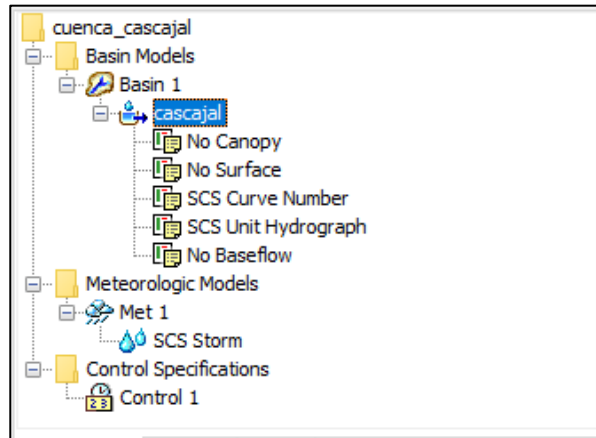 cuenca_cascajal
Basin Models
Basin 1
cascajal
No Canopy
No Surface
SCS Curve Number
SCS Unit Hydrograph
No Baseflow
Meteorologic Models
Met 1
SCS Storm
Control Specifications
Control 1